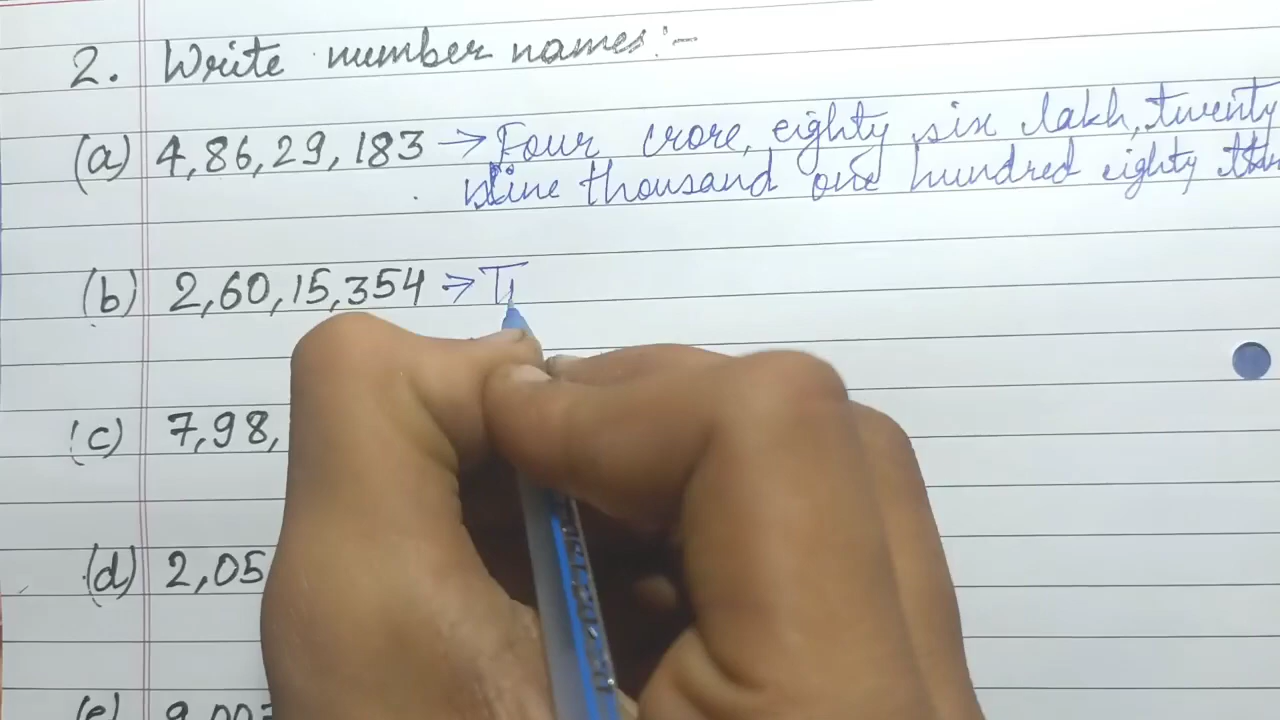 2. Write number names:-
(a) 4,86,29,183 → Four crore, eighty six lakh, twenty
Nine thousand one hundred eighty
(b) 2,60,15,354 →
(c) 7,98,
(d) 2,05
(e)